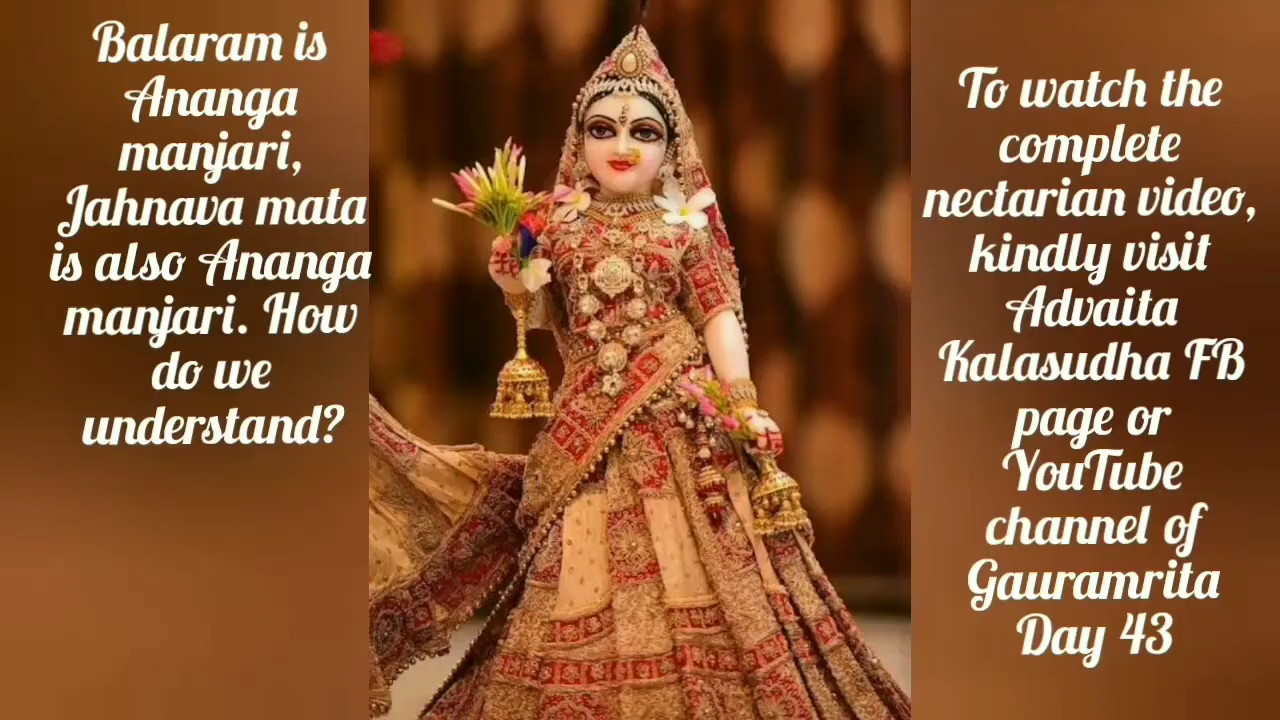 Balaram is
Ananga
manjari,
Jahnava mata
is also Ananga
manjari. How
do we
understand?
To watch the
complete
nectarian video,
kindly visit
Advaita
Kalasudha FB
page or
YouTube
channel of
Gauramrita
Day 43